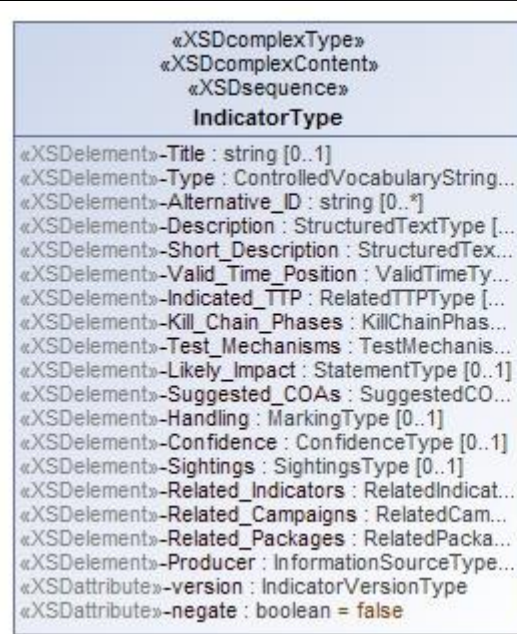 «XSDcomplexType»
«XSDcomplexContent»
«XSDsequence»
IndicatorType
«XSDelement»-Title : string [0..1]
«XSDelement»-Type : ControlledVocabularyString...
«XSDelement»-Alternative_ID : string [0..*]
«XSDelement»-Description : StructuredTextType [...
«XSDelement»-Short_Description : StructuredTex...
«XSDelement»-Valid_Time_Position : ValidTimeTy...
«XSDelement»-Indicated_TTP : RelatedTTPType [...
«XSDelement»-Kill_Chain_Phases : KillChainPhas...
«XSDelement»-Test_Mechanisms : TestMechanis...
«XSDelement»-Likely_Impact : StatementType [0..1]
«XSDelement»-Suggested_COAs : SuggestedCO...
«XSDelement»-Handling : MarkingType [0..1]
«XSDelement»-Confidence : ConfidenceType [0..1]
«XSDelement»-Sightings : SightingsType [0..1]
«XSDelement»-Related_Indicators : RelatedIndicat...
«XSDelement»-Related_Campaigns : RelatedCam...
«XSDelement»-Related_Packages : RelatedPacka...
«XSDelement»-Producer : InformationSourceType...
«XSDattribute»-version : IndicatorVersionType
«XSDattribute»-negate : boolean = false